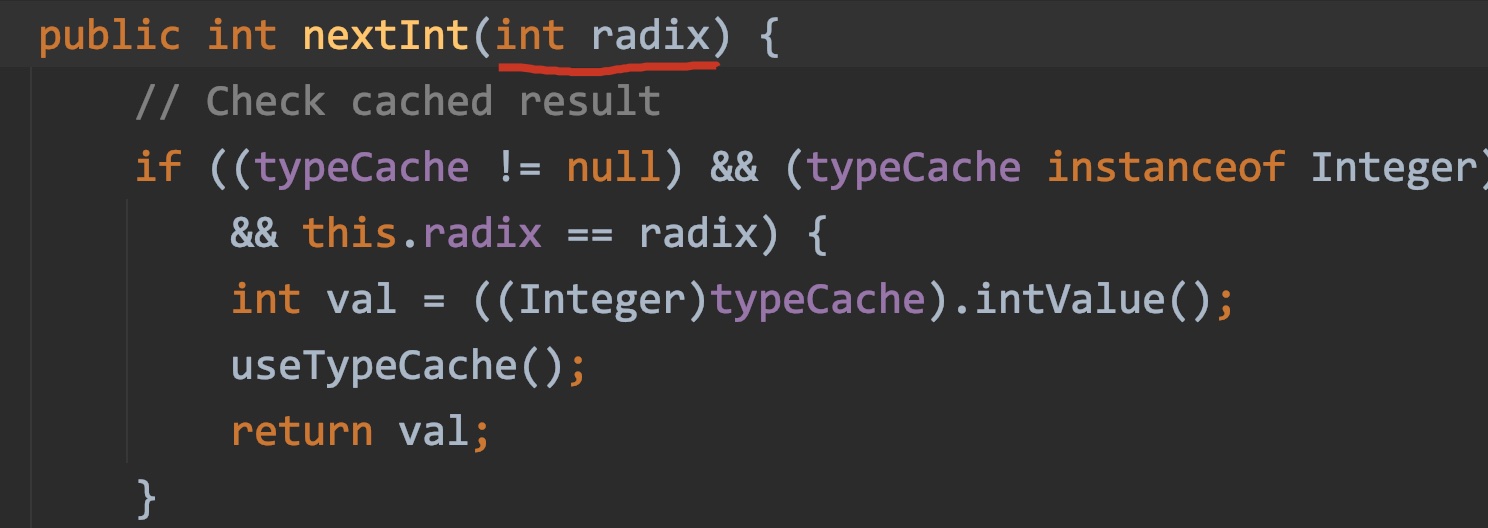 public int nextInt(int radix) {
// Check cached result
if ((typeCache != null) && (typeCache instanceof Integer)
&& this.radix == radix) {
int val = ((Integer)typeCache).intValue();
useTypeCache();
return val;
}